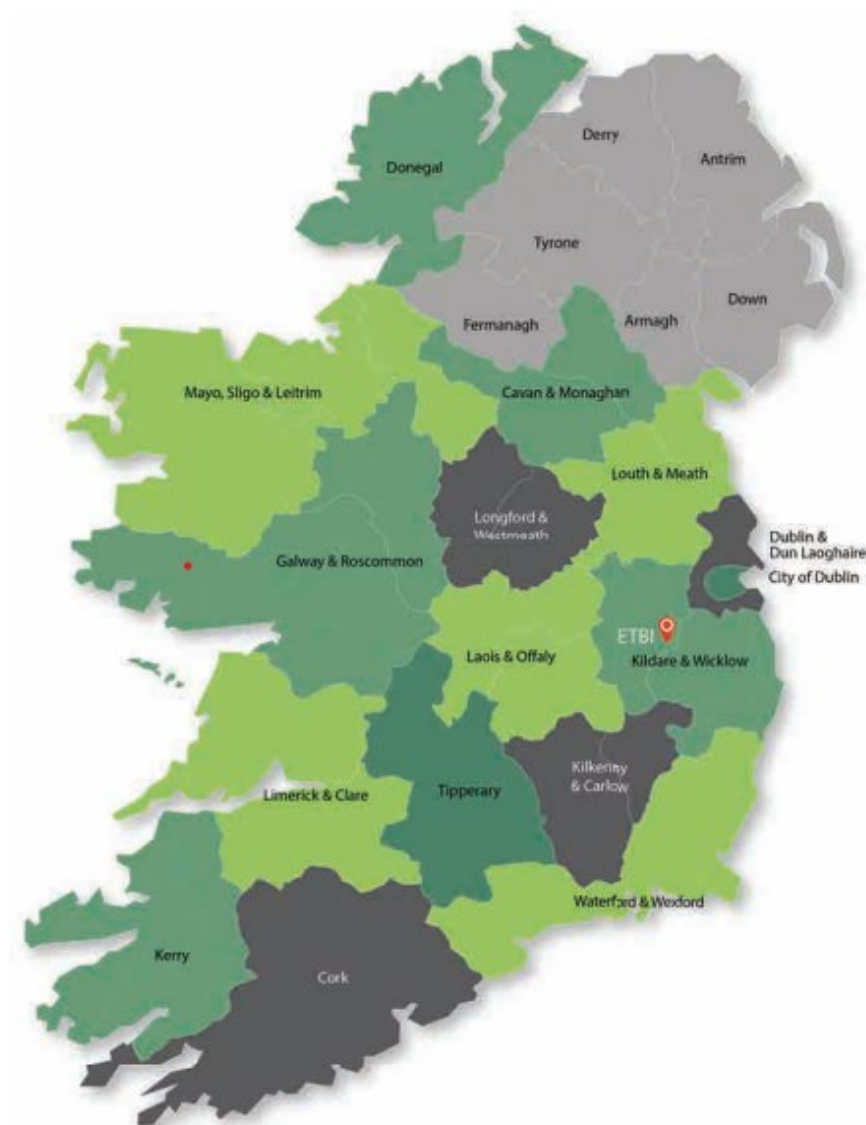 Derry
Antrim
Donegal
Tyrone
Down
Fermanagh
Armagh
Mayo, Sligo & Leitrim
Cavan & Monaghan
Louth & Meath
Longford &
Westmeath
Dublin &
Dun Laoghaire
City of Dublin
Galway & Roscommon
ETBI
Laois & Offaly
Kildare & Wicklow
Kilkenny
& Carlow
Limerick & Clare
Tipperary
Waterford & Wexford
Kerry
Cork